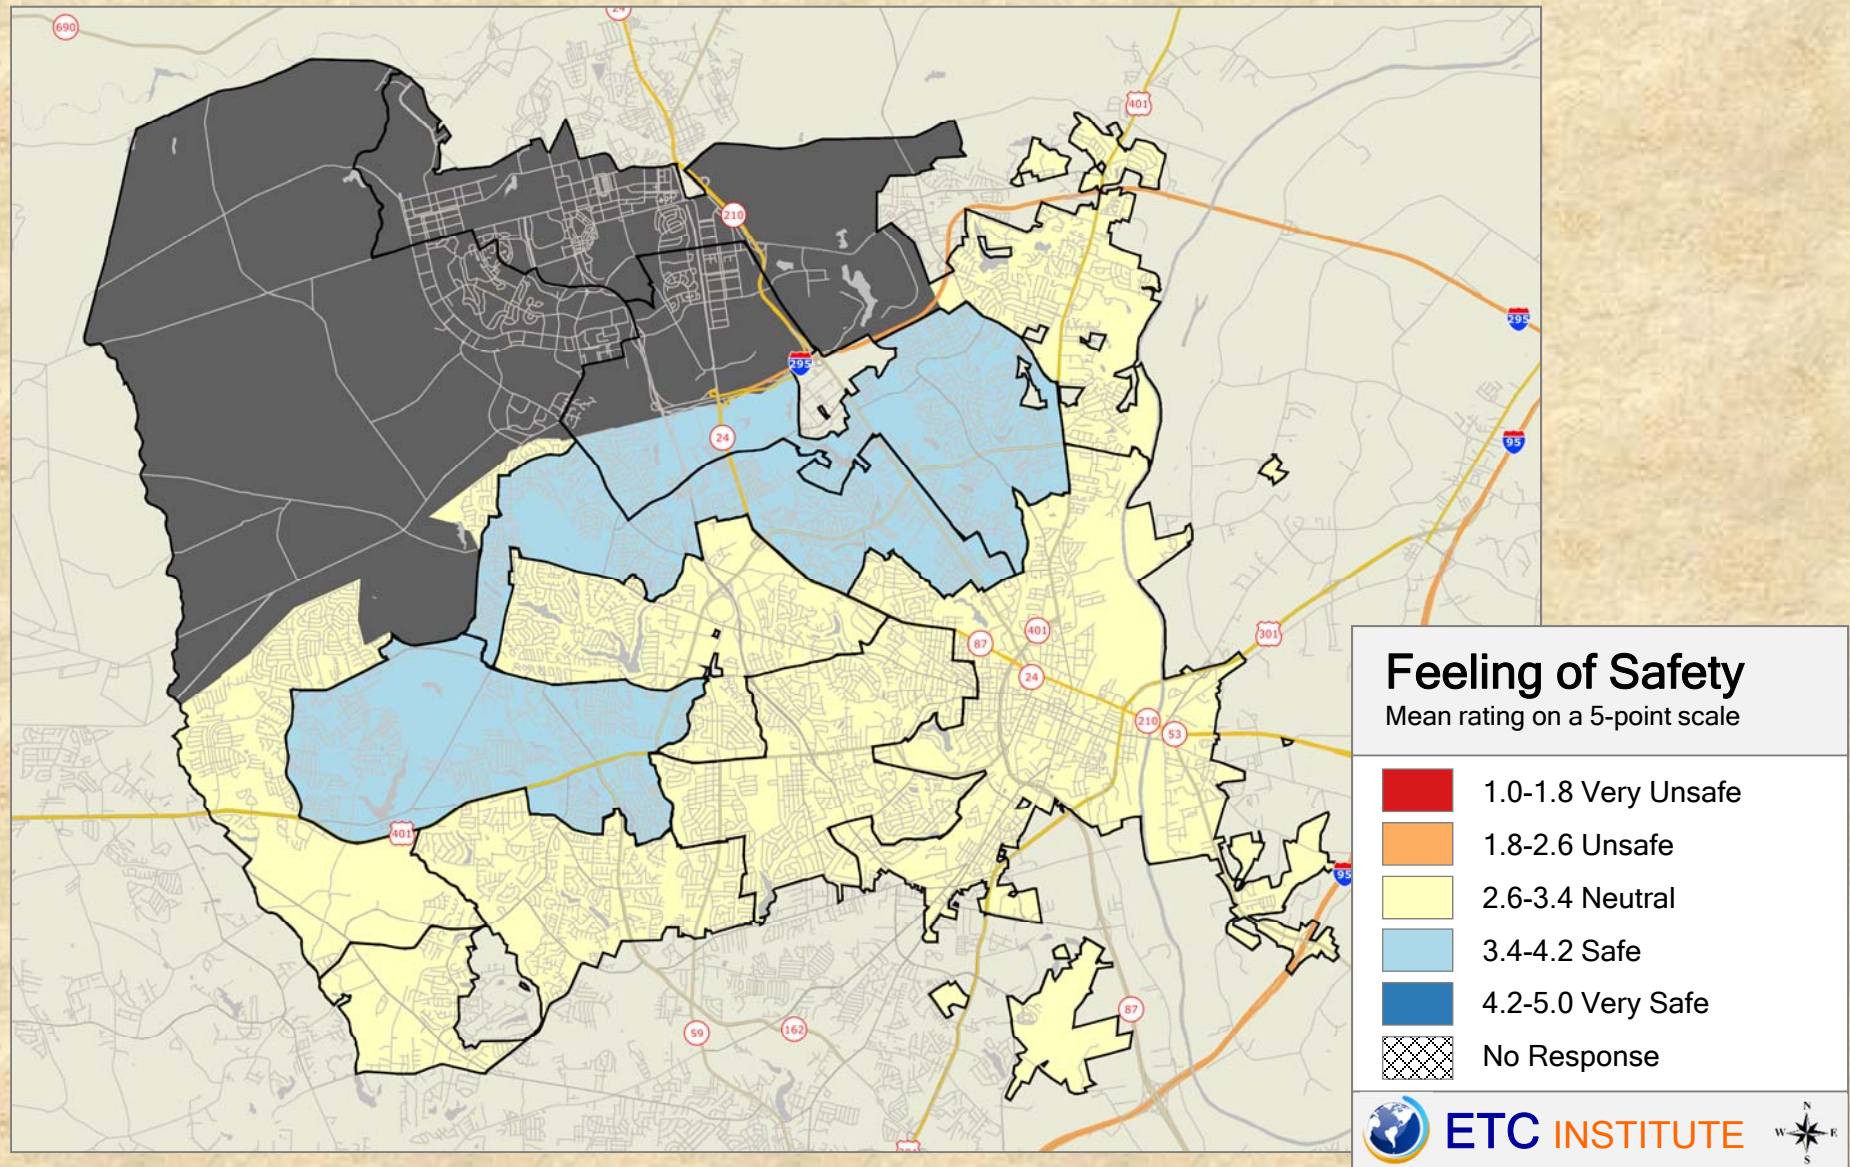 690
24
401
210
295
295
24
95
87
401
301
24
210
53
401
95
87
59
162
Feeling of Safety
Mean rating on a 5-point scale
1.0-1.8 Very Unsafe
1.8-2.6 Unsafe
2.6-3.4 Neutral
3.4-4.2 Safe
4.2-5.0 Very Safe
No Response
ETC INSTITUTE
N
W E
S